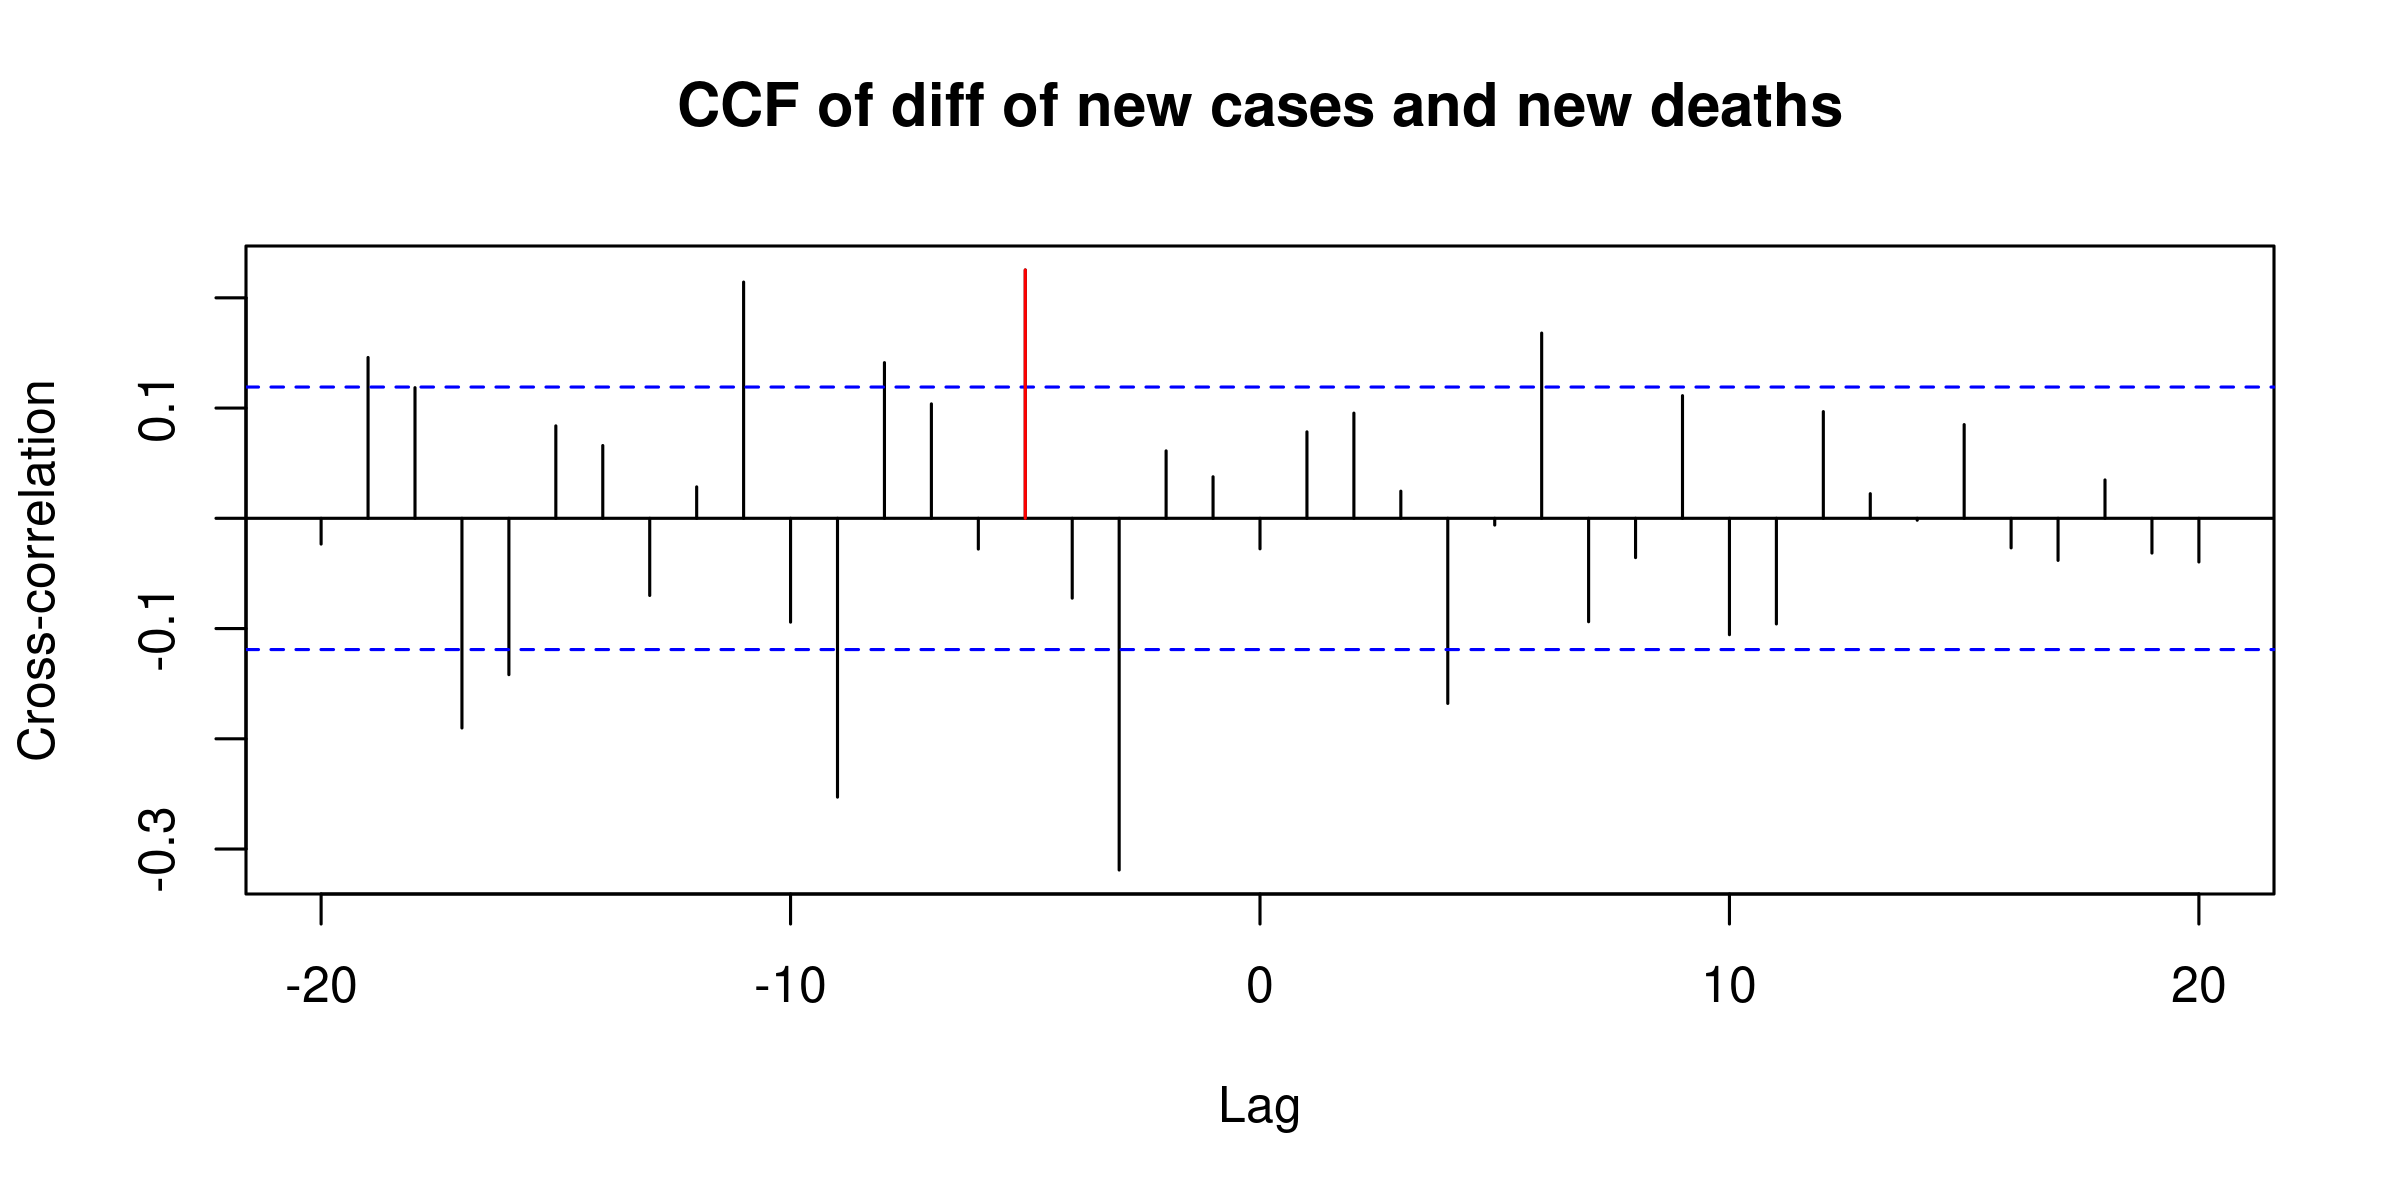 CCF of diff of new cases and new deaths
Cross-correlation
0.1
-0.1
-0.3
-20 -10 0 10 20
Lag